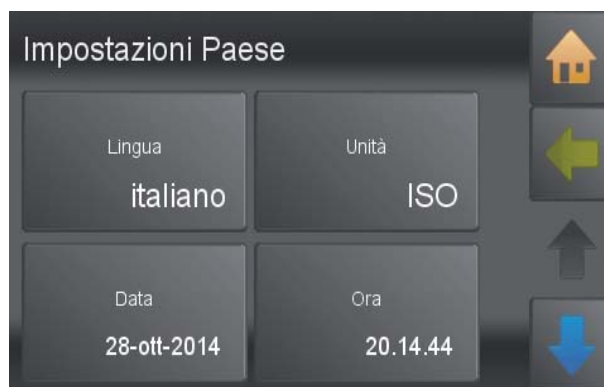 Impostazioni Paese
Lingua
italiano
Unità
ISO
Data
28-ott-2014
Ora
20.14.44